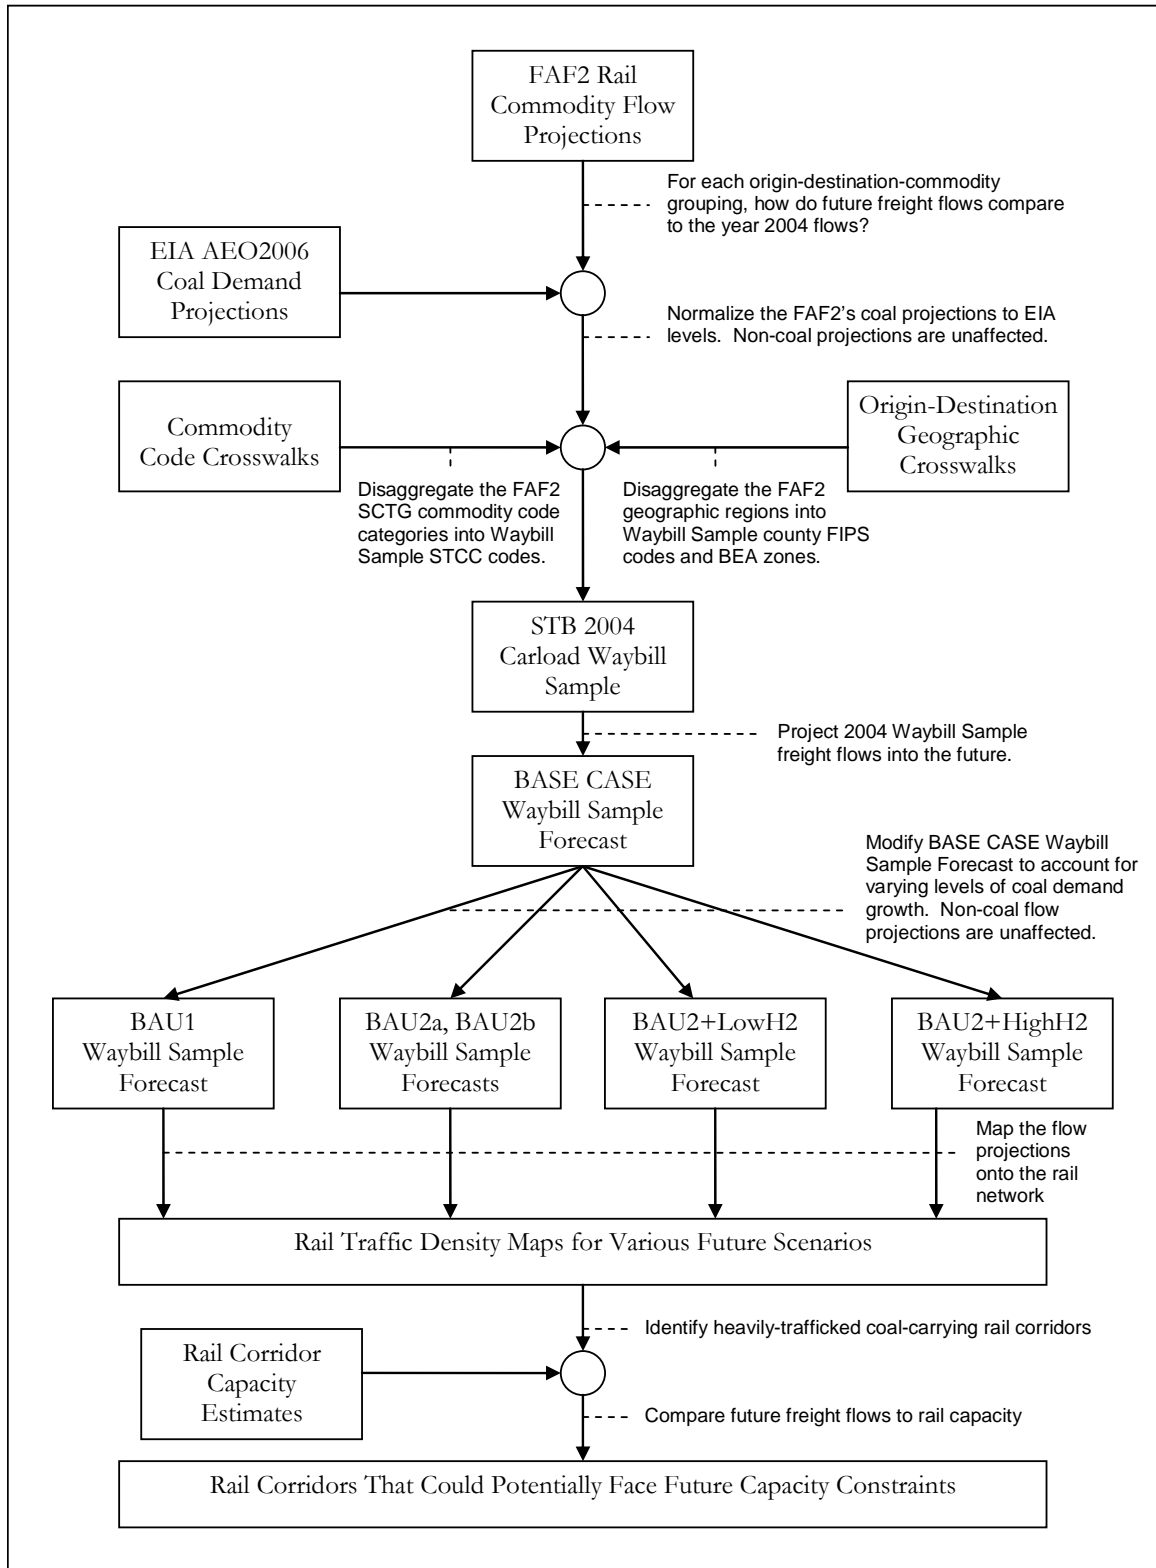 FAF2 Rail
Commodity Flow
Projections
For each origin-destination-commodity
grouping, how do future freight flows compare
to the year 2004 flows?
EIA AEO2006
Coal Demand
Projections
Normalize the FAF2's coal projections to EIA
levels.  Non-coal projections are unaffected.
Commodity
Code Crosswalks
Origin-Destination
Geographic
Crosswalks
Disaggregate the FAF2
SCTG commodity code
categories into Waybill
Sample STCC codes.
Disaggregate the FAF2
geographic regions into
Waybill Sample county FIPS
codes and BEA zones.
STB 2004
Carload Waybill
Sample
Project 2004 Waybill Sample
freight flows into the future.
BASE CASE
Waybill Sample
Forecast
Modify BASE CASE Waybill
Sample Forecast to account for
varying levels of coal demand
growth.  Non-coal flow
projections are unaffected.
BAU1
Waybill Sample
Forecast
BAU2a, BAU2b
Waybill Sample
Forecasts
BAU2+LowH2
Waybill Sample
Forecast
BAU2+HighH2
Waybill Sample
Forecast
Map the flow
projections
onto the rail
network
Rail Traffic Density Maps for Various Future Scenarios
Identify heavily-trafficked coal-carrying rail corridors
Rail Corridor
Capacity
Estimates
Compare future freight flows to rail capacity
Rail Corridors That Could Potentially Face Future Capacity Constraints